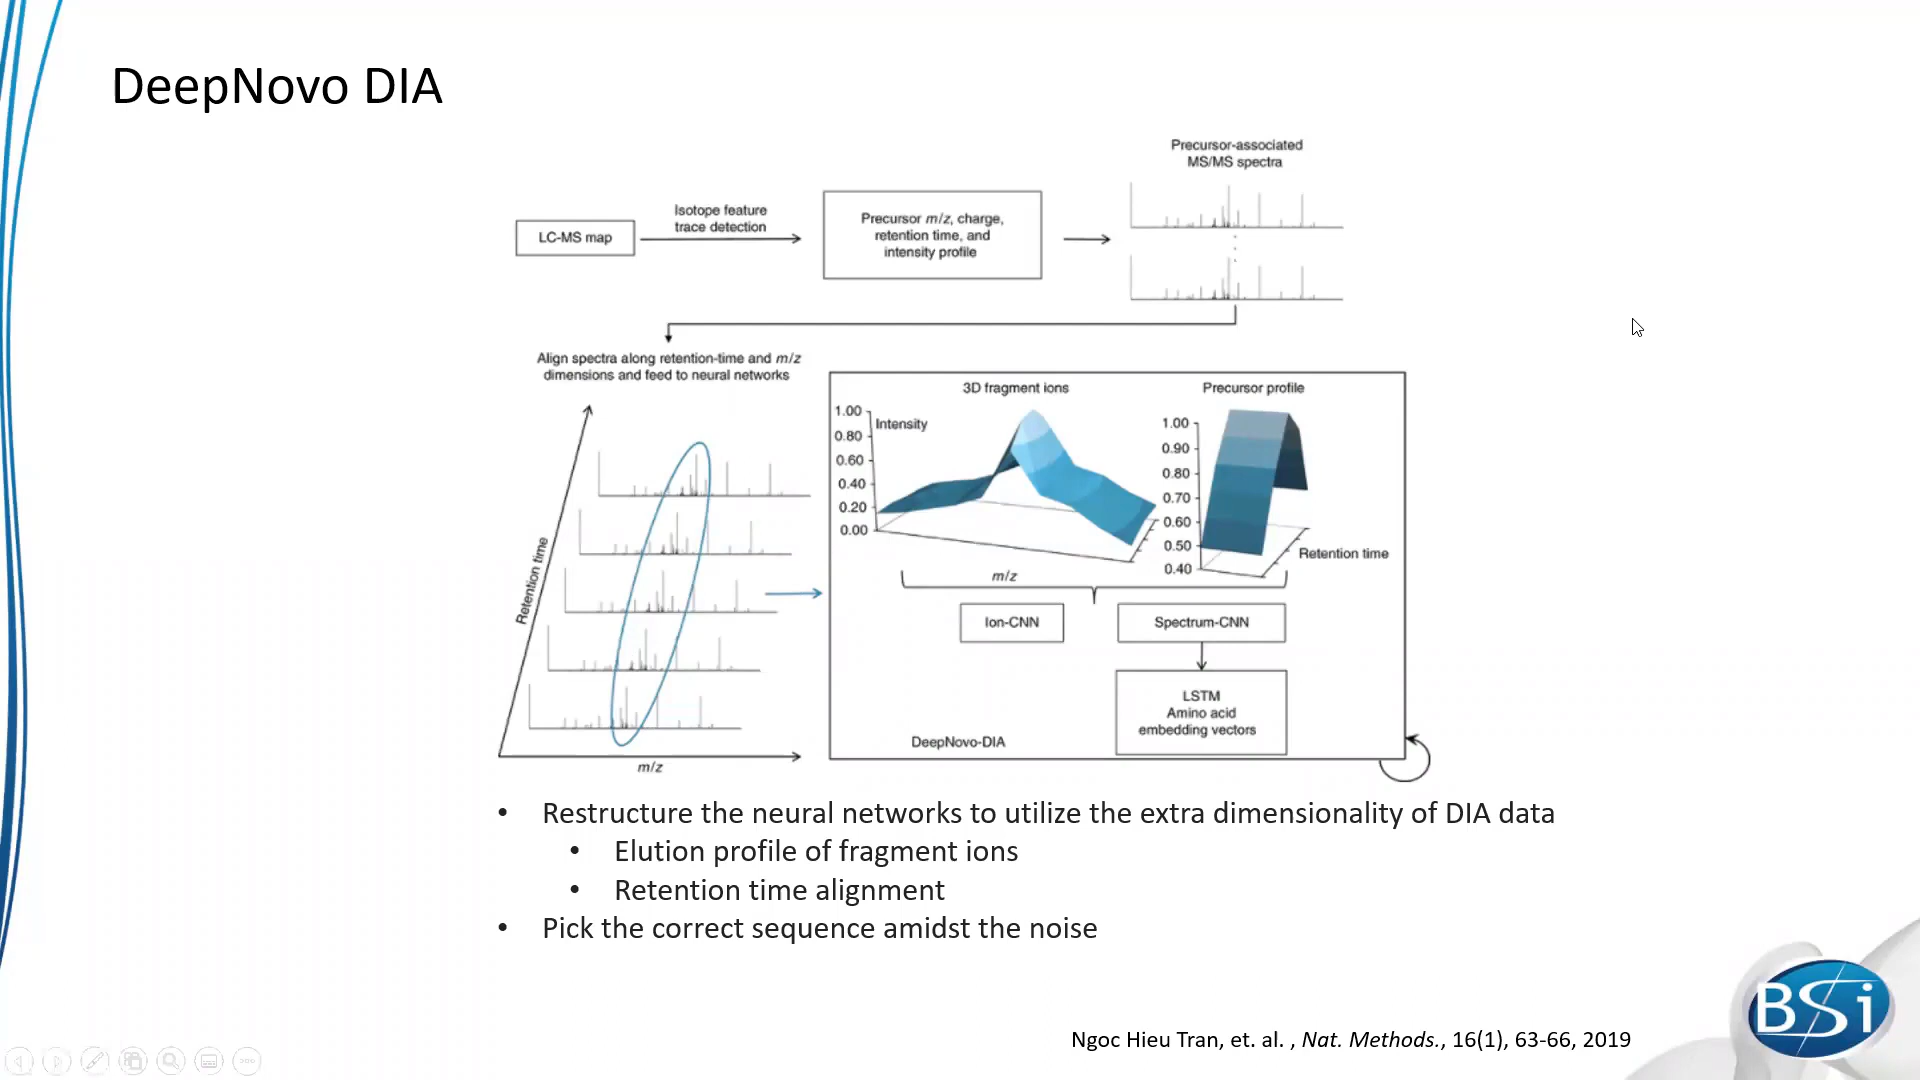 DeepNovo DIA
Precursor-associated
MS/MS spectra
LC-MS map
Isotope feature
trace detection
Precursor m/z, charge,
retention time, and
intensity profile
Align spectra along retention-time and m/z
dimensions and feed to neural networks
Retention time
m/z
3D fragment ions
Precursor profile
1.00
0.80
0.60
0.40
0.20
0.00
Intensity
m/z
1.00
0.90
0.80
0.70
0.60
0.50
0.40
Retention time
Ion-CNN
Spectrum-CNN
LSTM
Amino acid
embedding vectors
DeepNovo-DIA
• Restructure the neural networks to utilize the extra dimensionality of DIA data
• Elution profile of fragment ions
• Retention time alignment
• Pick the correct sequence amidst the noise
Ngoc Hieu Tran, et. al. , Nat. Methods., 16(1), 63-66, 2019
BSi